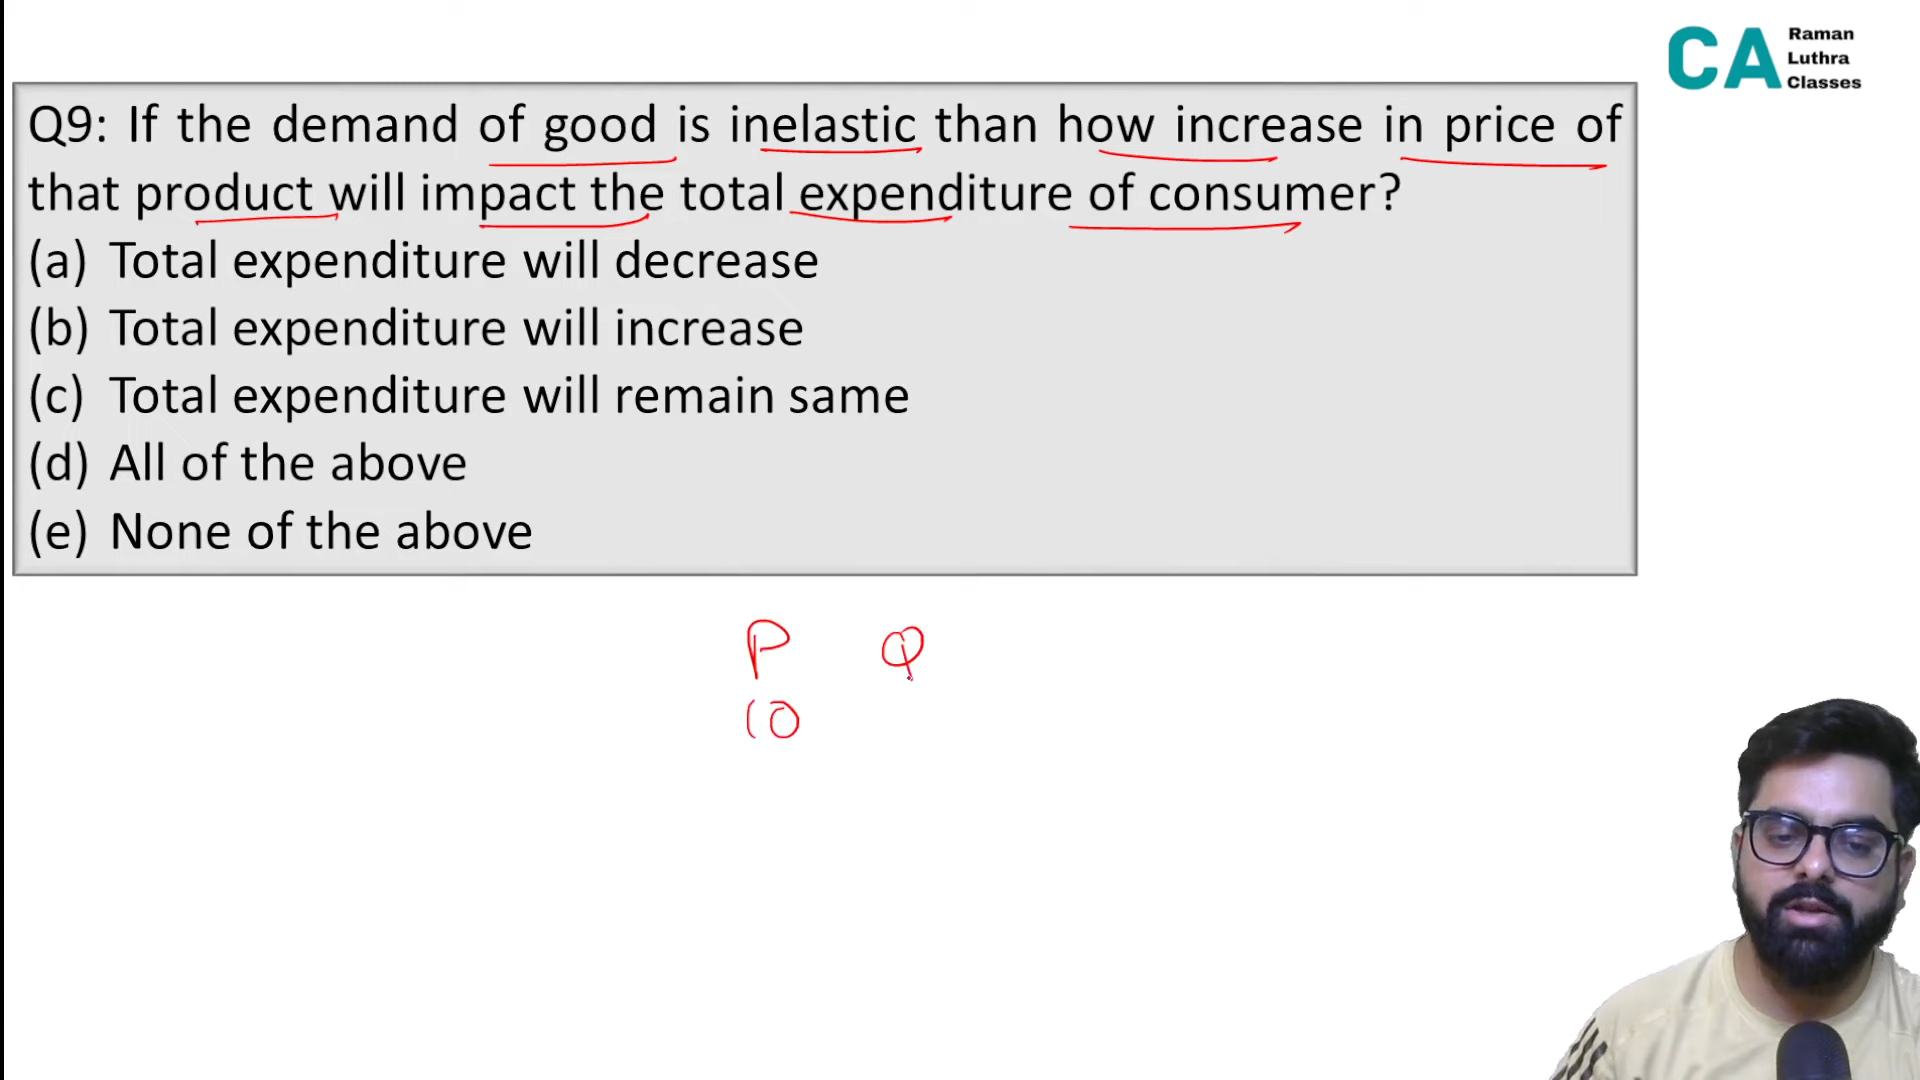 CA Raman
Luthra
Classes
Q9: If the demand of good is inelastic than how increase in price of
that product will impact the total expenditure of consumer?
(a) Total expenditure will decrease
(b) Total expenditure will increase
(c) Total expenditure will remain same
(d) All of the above
(e) None of the above
P Q
10